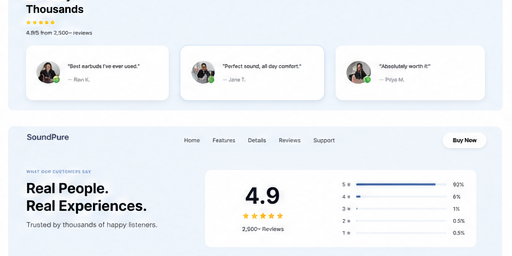 Thousands
4.8/5 from 2,500+ reviews
"Best earbuds I've ever used."
— Ron K.
"Perfect sound, all day comfort."
— Jane T.
"Absolutely worth it"
— Priya M.
SoundPure
Home Features Details Reviews Support
Buy Now
WHAT OUR CUSTOMERS SAY
Real People.
Real Experiences.
Trusted by thousands of happy listeners.
4.9
2,500+ Reviews
5 ★ 92%
4 ★ 6%
3 ★ 1%
2 ★ 0.5%
1 ★ 0.5%